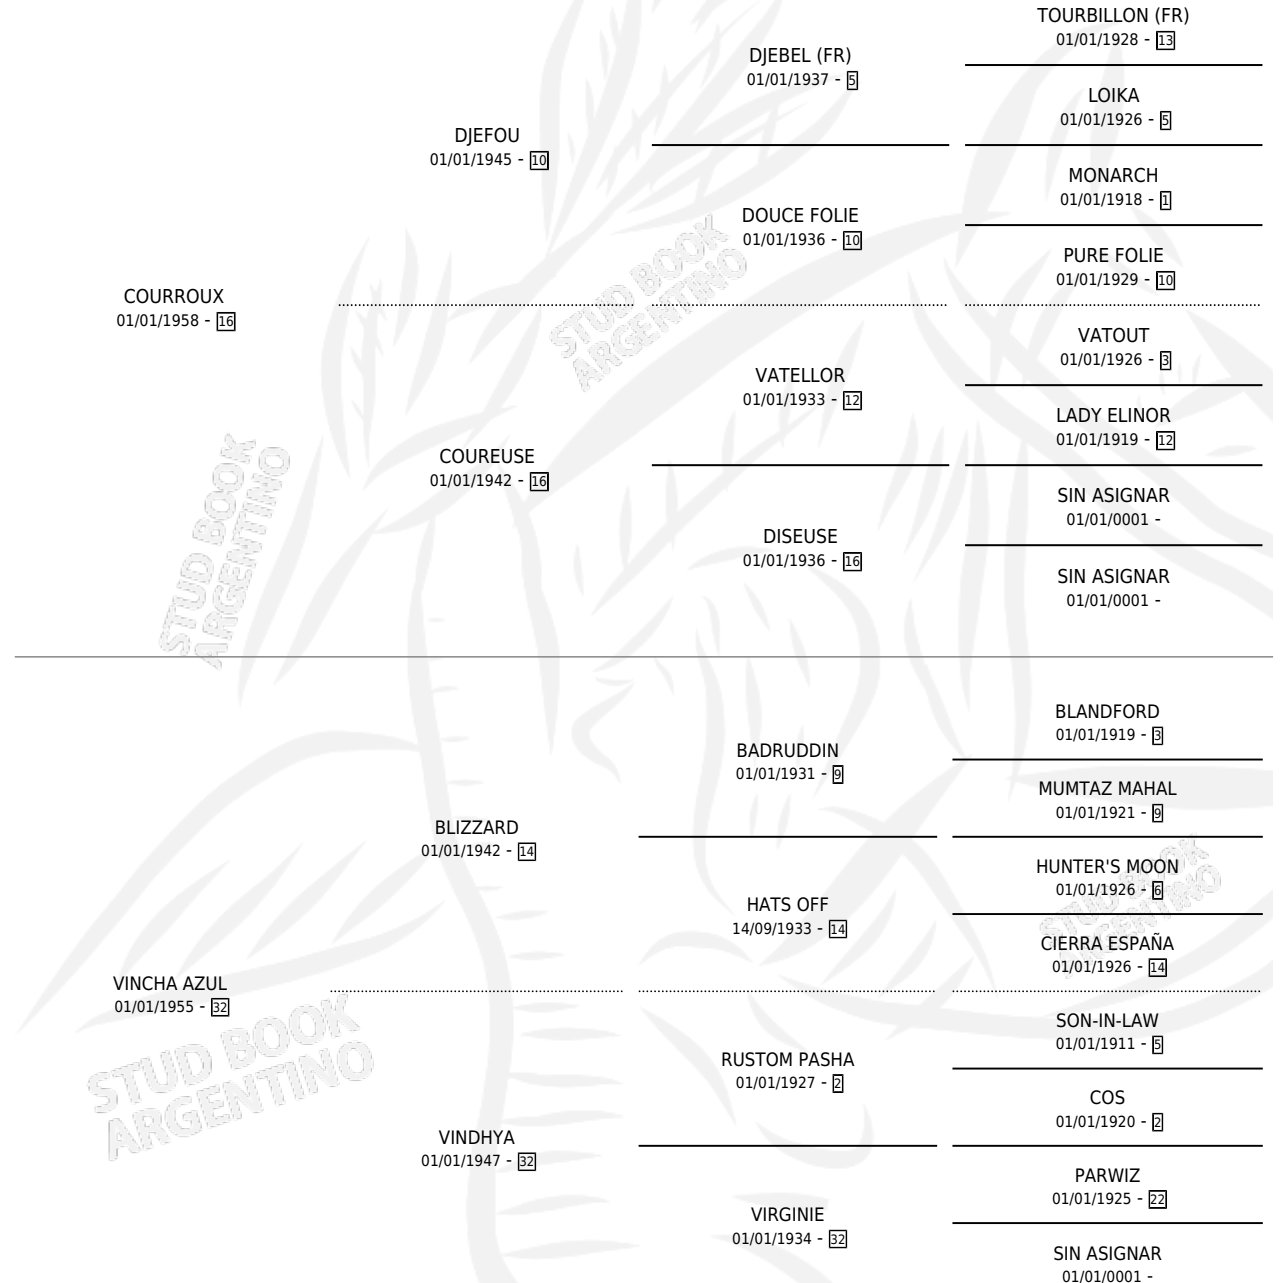 TOURBILLON (FR)
01/01/1928 - 13
DJEBEL (FR)
01/01/1937 - 5
LOIKA
01/01/1926 - 5
DJEFOU
01/01/1945 - 10
MONARCH
01/01/1918 - 1
DOUCE FOLIE
01/01/1936 - 10
PURE FOLIE
01/01/1929 - 10
COURROUX
01/01/1958 - 16
VATOUT
01/01/1926 - 3
VATELLOR
01/01/1933 - 12
LADY ELINOR
01/01/1919 - 12
COUREUSE
01/01/1942 - 16
SIN ASIGNAR
01/01/0001 -
DISEUSE
01/01/1936 - 16
SIN ASIGNAR
01/01/0001 -
STUD BOOK
ARGENTINO
STUD BOOK
ARGENTINO
BLANDFORD
01/01/1919 - 3
BADRUDDIN
01/01/1931 - 9
MUMTAZ MAHAL
01/01/1921 - 9
BLIZZARD
01/01/1942 - 14
HUNTER'S MOON
01/01/1926 - 6
HATS OFF
14/09/1933 - 14
CIERRA ESPAÑA
01/01/1926 - 14
VINCHA AZUL
01/01/1955 - 32
SON-IN-LAW
01/01/1911 - 5
RUSTOM PASHA
01/01/1927 - 2
COS
01/01/1920 - 2
VINDHYA
01/01/1947 - 32
PARWIZ
01/01/1925 - 22
VIRGINIE
01/01/1934 - 32
SIN ASIGNAR
01/01/0001 -
STUD BOOK
ARGENTINO
STUD BOOK
ARGENTINO